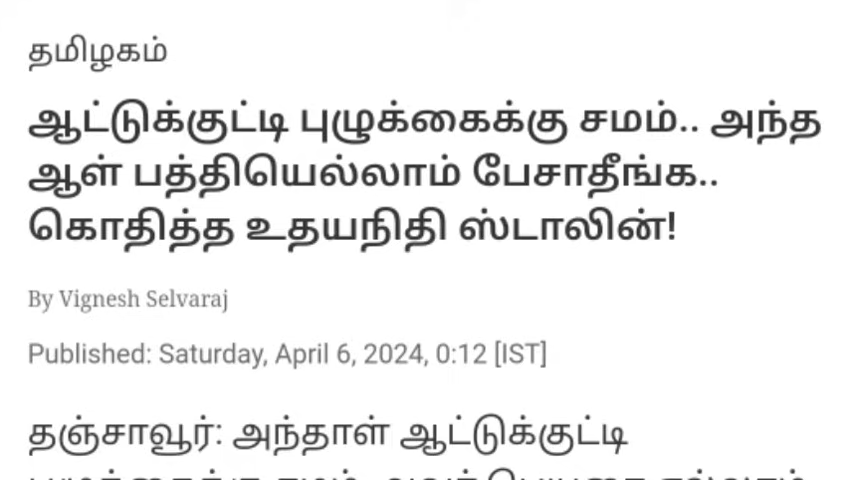 தமிழகம்
ஆட்டுக்குட்டி புழுக்கைக்கு சமம்.. அந்த
ஆள் பத்தியெல்லாம் பேசாதீங்க..
கொதித்த உதயநிதி ஸ்டாலின்!
By Vignesh Selvaraj
Published: Saturday, April 6, 2024, 0:12 [IST]
தஞ்சாவூர்: அந்தாள் ஆட்டுக்குட்டி